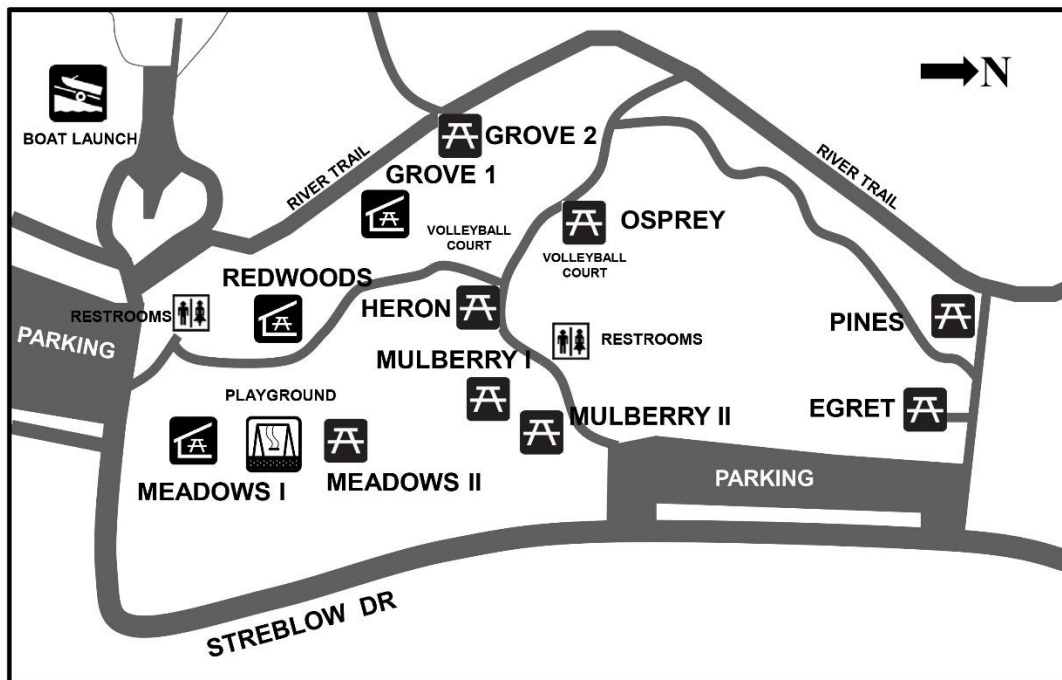 N
BOAT LAUNCH
GROVE 2
GROVE 1
RIVER TRAIL
RIVER TRAIL
VOLLEYBALL
COURT
OSPREY
VOLLEYBALL
COURT
REDWOODS
RESTROOMS
HERON
PINES
PARKING
RESTROOMS
MULBERRY I
PLAYGROUND
MULBERRY II
EGRET
MEADOWS I
MEADOWS II
PARKING
STREBLOW DR